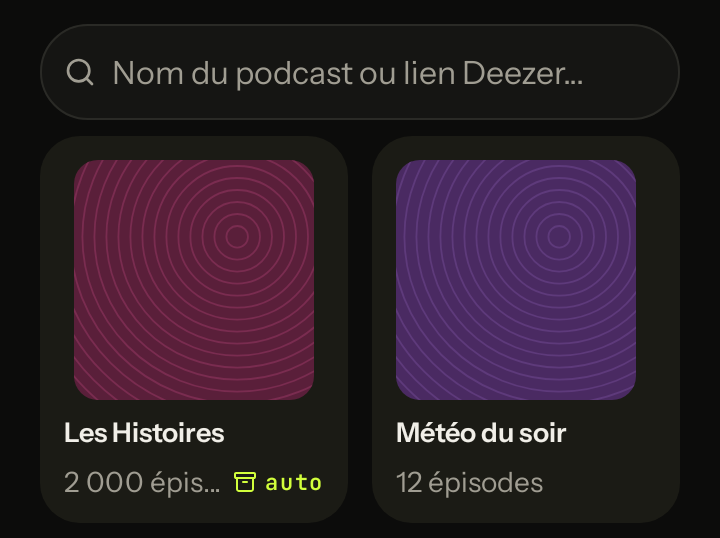 Nom du podcast ou lien Deezer...
Les Histoires
2 000 épis... auto
Météo du soir
12 épisodes